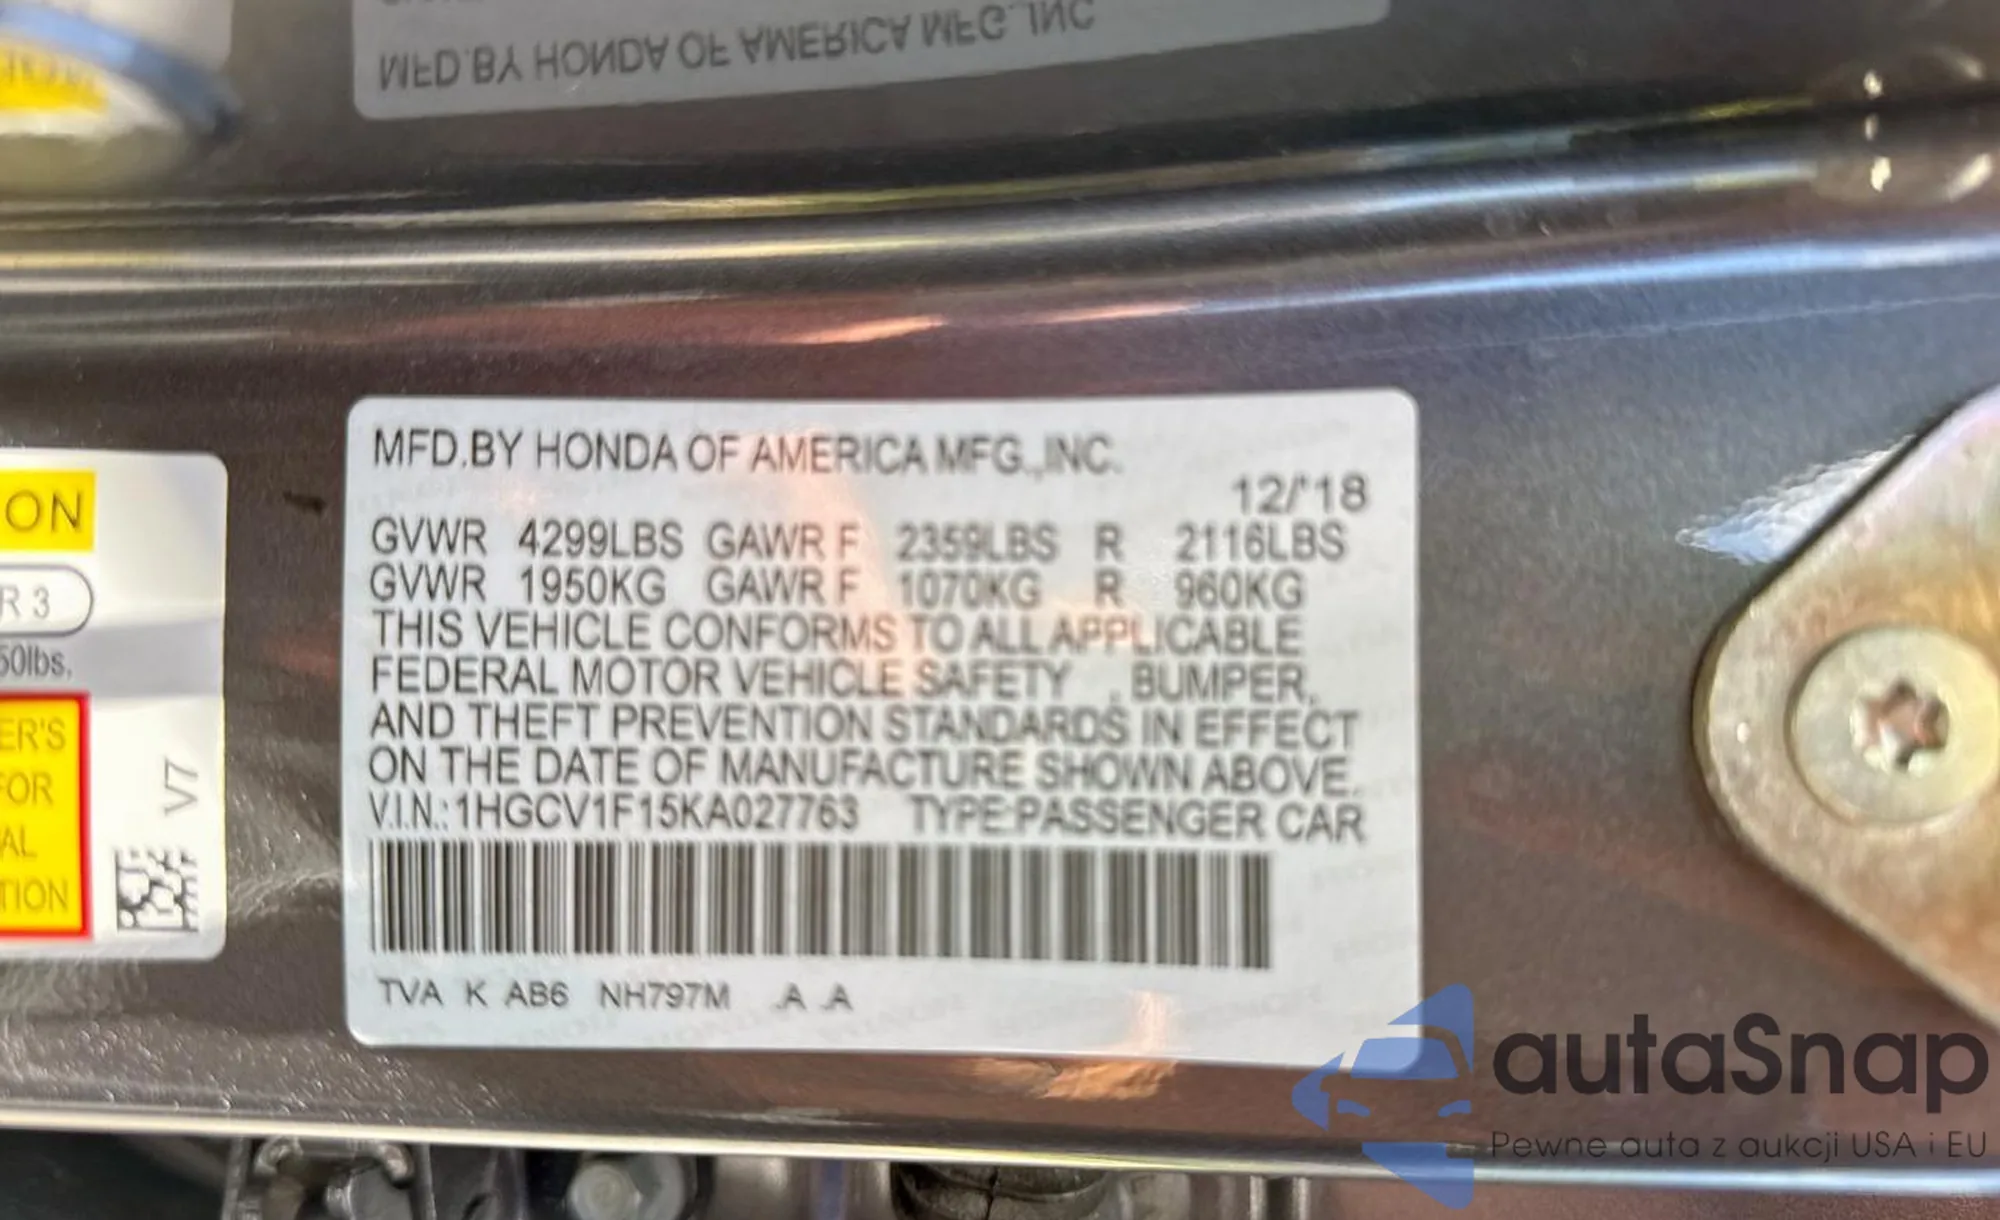 MFD.BY HONDA OF AMERICA MFG.,INC
MFD.BY HONDA OF AMERICA MFG.,INC.
12/'18
GVWR 4299LBS GAWR F 2359LBS R 2116LBS
GVWR 1950KG GAWR F 1070KG R 960KG
THIS VEHICLE CONFORMS TO ALL APPLICABLE
FEDERAL MOTOR VEHICLE SAFETY , BUMPER,
AND THEFT PREVENTION STANDARDS IN EFFECT
ON THE DATE OF MANUFACTURE SHOWN ABOVE.
V.I.N.: 1HGCV1F15KA027763 TYPE:PASSENGER CAR
TVA K AB6 NH797M .A .A
ON
R 3
50lbs.
ER'S
FOR
AL
TION
V7
autaSnap
Pewne auta z aukcji USA i EU